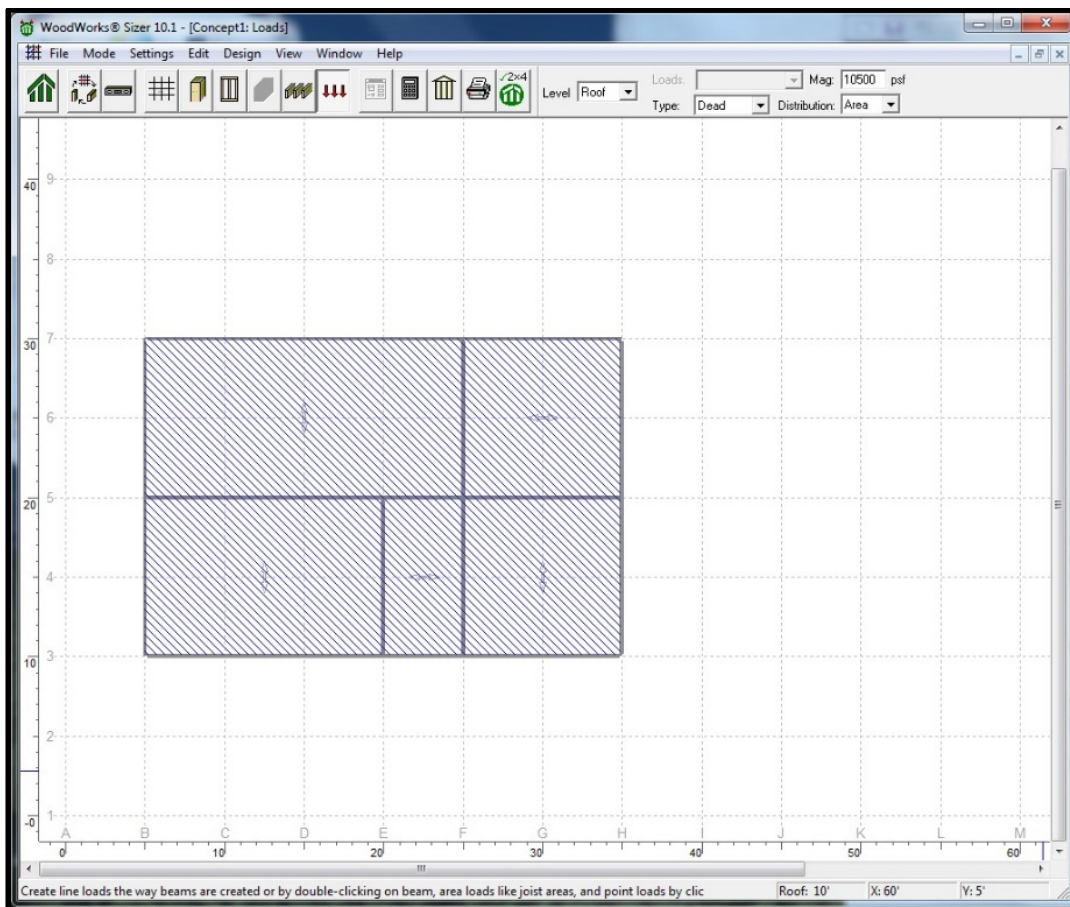 WoodWorks® Sizer 10.1 - [Concept1: Loads]
File Mode Settings Edit Design View Window Help
2x4
Level Roof Loads: Mag: 10500 psf
Type: Dead Distribution: Area
40 9
8
30 7
6
20 5
4
10 3
2
-0 1
A B C D E F G H I J K L M
0 10 20 30 40 50 60
Create line loads the way beams are created or by double-clicking on beam, area loads like joist areas, and point loads by clic Roof: 10' X: 60' Y: 5'